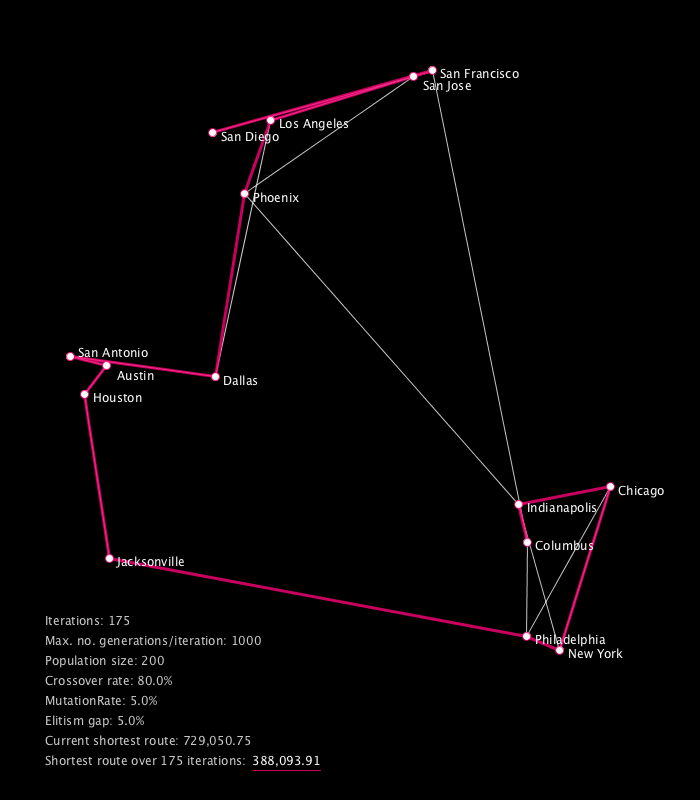 San Francisco
San Jose
Los Angeles
San Diego
Phoenix
San Antonio
Austin
Dallas
Houston
Chicago
Indianapolis
Columbus
Jacksonville
Philadelphia
New York
Iterations: 175
Max. no. generations/iteration: 1000
Population size: 200
Crossover rate: 80.0%
MutationRate: 5.0%
Elitism gap: 5.0%
Current shortest route: 729,050.75
Shortest route over 175 iterations: 388,093.91